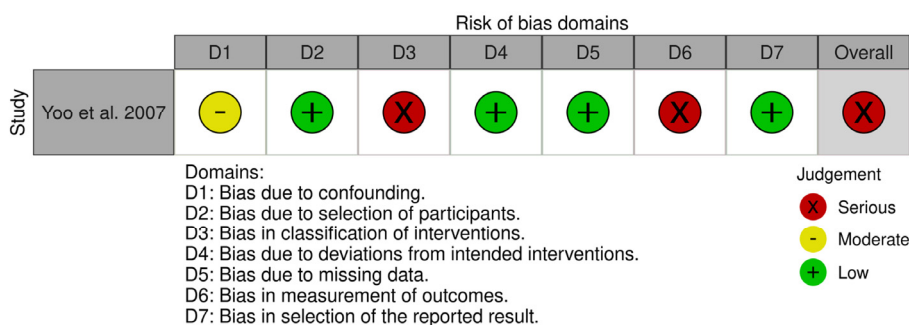 Risk of bias domains
D1 D2 D3 D4 D5 D6 D7 Overall
Study
Yoo et al. 2007 - + X + + X + X
Domains:
D1: Bias due to confounding.
D2: Bias due to selection of participants.
D3: Bias in classification of interventions.
D4: Bias due to deviations from intended interventions.
D5: Bias due to missing data.
D6: Bias in measurement of outcomes.
D7: Bias in selection of the reported result.
Judgement
X Serious
- Moderate
+ Low